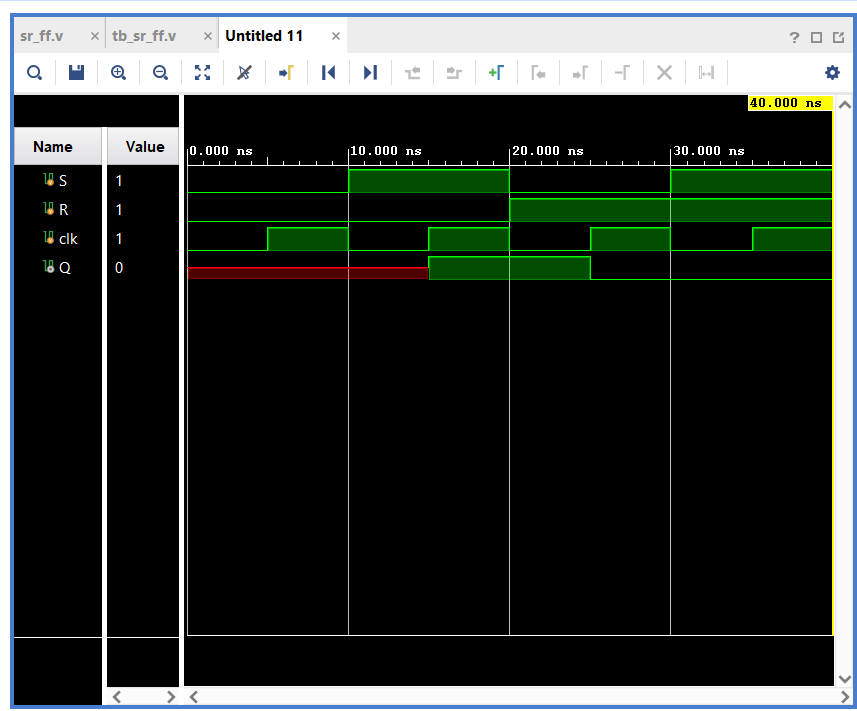 sr_ff.v × tb_sr_ff.v × Untitled 11 ×
?
40.000 ns
Name Value
0.000 ns 10.000 ns 20.000 ns 30.000 ns
S 1
R 1
clk 1
Q 0